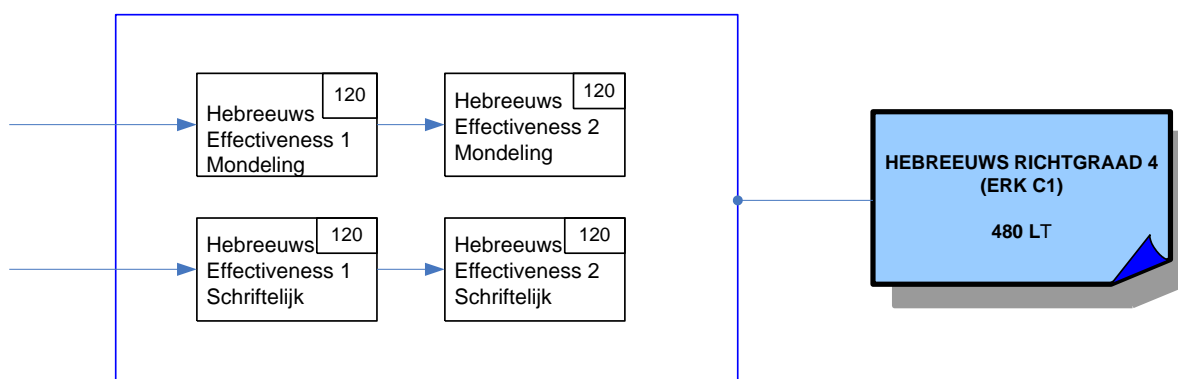 120
Hebreeuws
Effectiveness 1
Mondeling
120
Hebreeuws
Effectiveness 2
Mondeling
120
Hebreeuws
Effectiveness 1
Schriftelijk
120
Hebreeuws
Effectiveness 2
Schriftelijk
HEBREEUWS RICHTGRAAD 4
(ERK C1)
480 LT